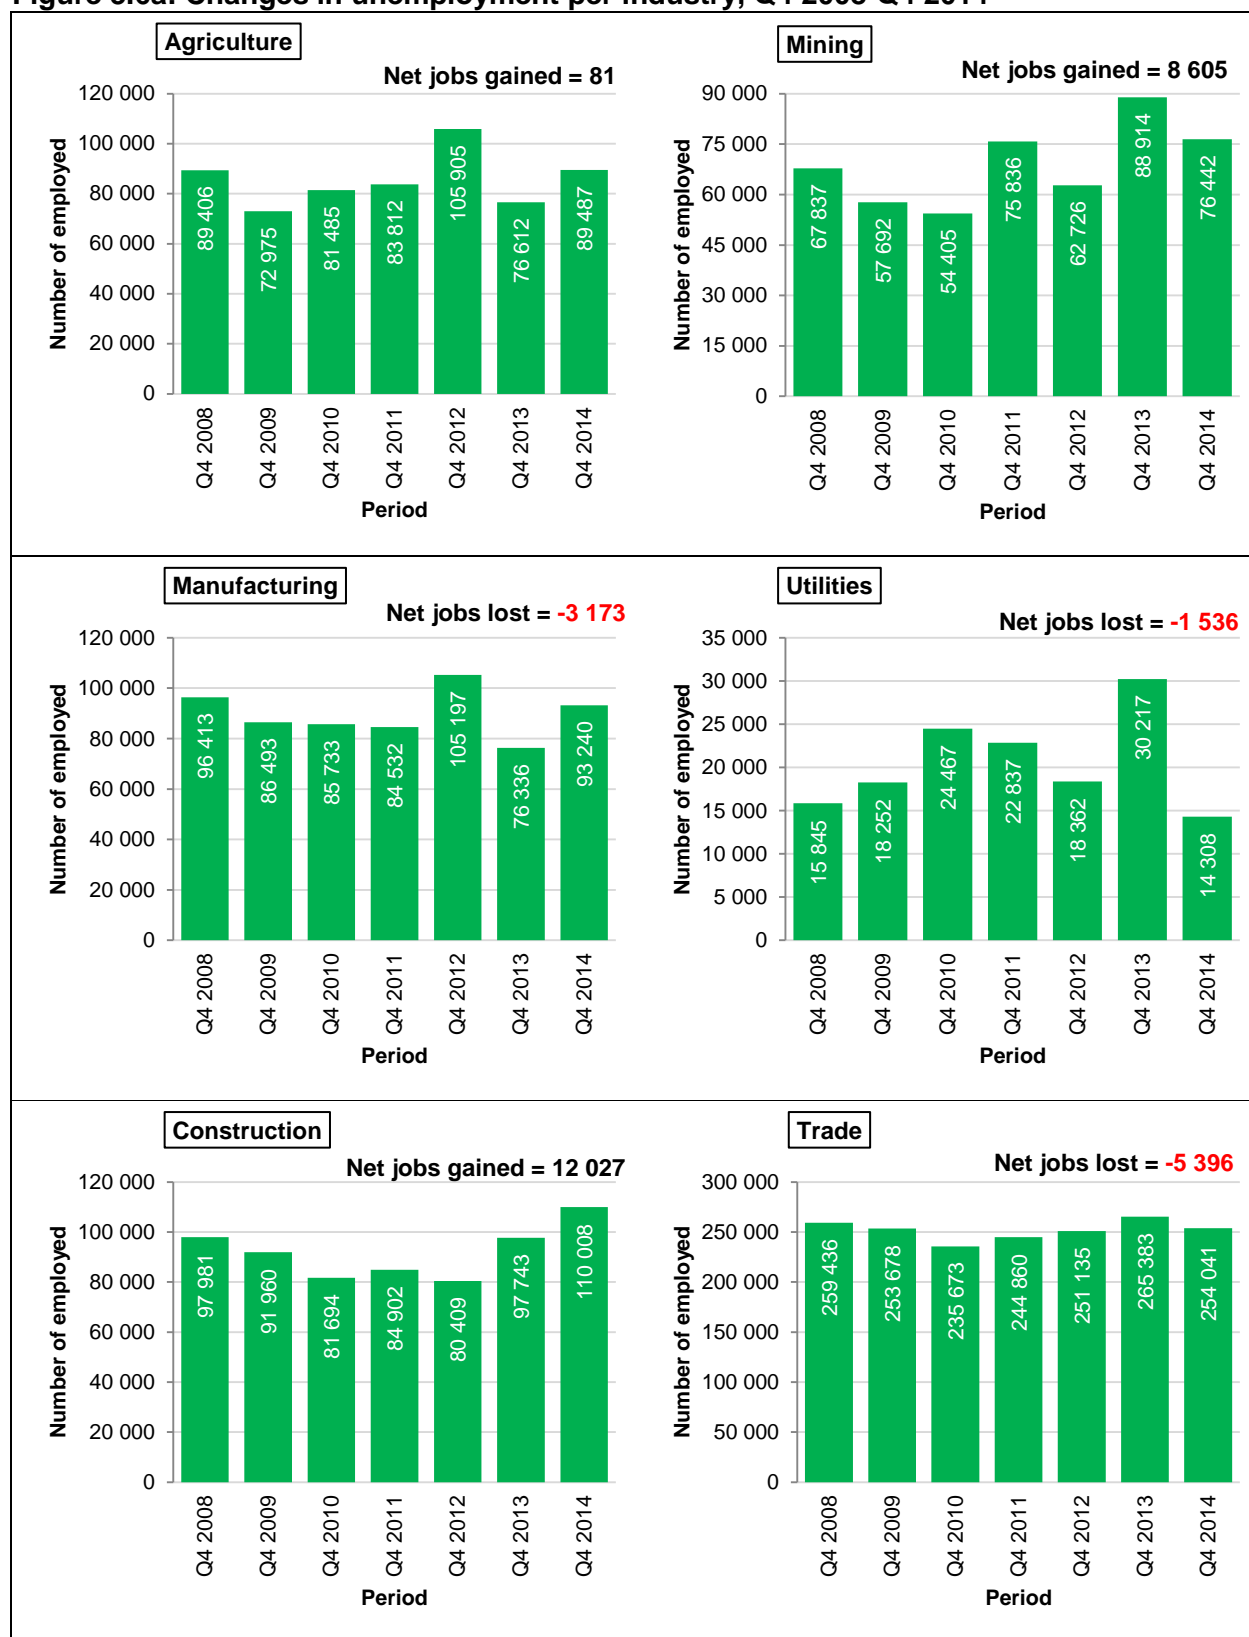 Changes in unemployment per industry, Q4 2008-Q4 2014
Agriculture
Net jobs gained = 81
Number of employed
120 000
100 000
80 000
60 000
40 000
20 000
0
89 406
72 975
81 485
83 812
105 905
76 612
89 487
Q4 2008
Q4 2009
Q4 2010
Q4 2011
Q4 2012
Q4 2013
Q4 2014
Period
Mining
Net jobs gained = 8 605
Number of employed
90 000
75 000
60 000
45 000
30 000
15 000
0
67 837
57 692
54 405
75 836
62 726
88 914
76 442
Q4 2008
Q4 2009
Q4 2010
Q4 2011
Q4 2012
Q4 2013
Q4 2014
Period
Manufacturing
Net jobs lost = -3 173
Number of employed
120 000
100 000
80 000
60 000
40 000
20 000
0
96 413
86 493
85 733
84 532
105 197
76 336
93 240
Q4 2008
Q4 2009
Q4 2010
Q4 2011
Q4 2012
Q4 2013
Q4 2014
Period
Utilities
Net jobs lost = -1 536
Number of employed
35 000
30 000
25 000
20 000
15 000
10 000
5 000
0
15 845
18 252
24 467
22 837
18 362
30 217
14 308
Q4 2008
Q4 2009
Q4 2010
Q4 2011
Q4 2012
Q4 2013
Q4 2014
Period
Construction
Net jobs gained = 12 027
Number of employed
120 000
100 000
80 000
60 000
40 000
20 000
0
97 981
91 960
81 694
84 902
80 409
97 743
110 008
Q4 2008
Q4 2009
Q4 2010
Q4 2011
Q4 2012
Q4 2013
Q4 2014
Period
Trade
Net jobs lost = -5 396
Number of employed
300 000
250 000
200 000
150 000
100 000
50 000
0
259 436
253 678
235 673
244 860
251 135
265 383
254 041
Q4 2008
Q4 2009
Q4 2010
Q4 2011
Q4 2012
Q4 2013
Q4 2014
Period